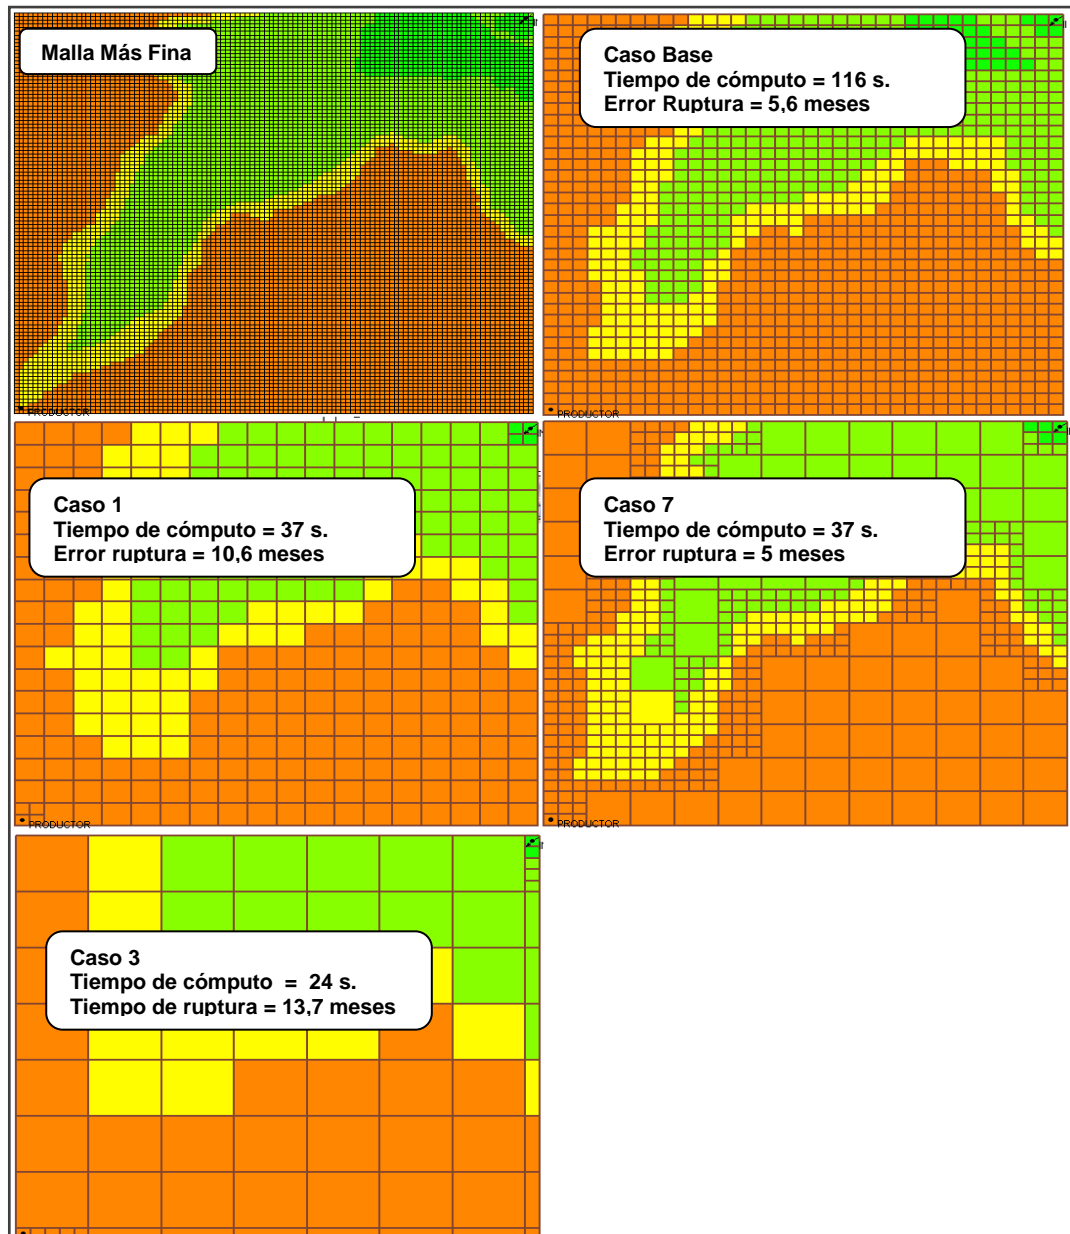 Malla Más Fina
Caso Base
Tiempo de cómputo = 116 s.
Error Ruptura = 5,6 meses
PRODUCTOR
PRODUCTOR
Caso 1
Tiempo de cómputo = 37 s.
Error ruptura = 10,6 meses
Caso 7
Tiempo de cómputo = 37 s.
Error ruptura = 5 meses
PRODUCTOR
PRODUCTOR
Caso 3
Tiempo de cómputo = 24 s.
Tiempo de ruptura = 13,7 meses